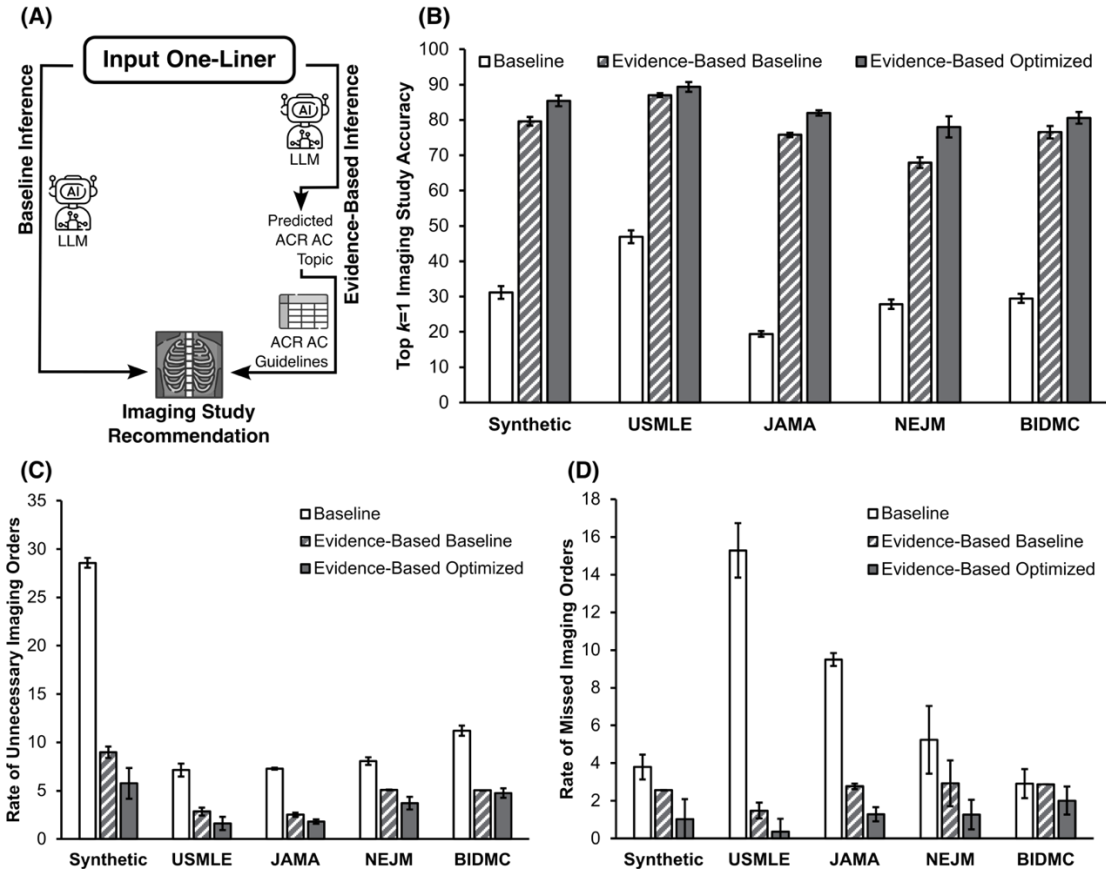 (A)
Input One-Liner
Baseline Inference
AI
LLM
AI
LLM
Evidence-Based Inference
Predicted
ACR AC
Topic
ACR AC
Guidelines
Imaging Study
Recommendation
(B)
Top k=1 Imaging Study Accuracy
100
90
80
70
60
50
40
30
20
10
0
Baseline
Evidence-Based Baseline
Evidence-Based Optimized
Synthetic
USMLE
JAMA
NEJM
BIDMC
(C)
Rate of Unnecessary Imaging Orders
35
30
25
20
15
10
5
0
Baseline
Evidence-Based Baseline
Evidence-Based Optimized
Synthetic
USMLE
JAMA
NEJM
BIDMC
(D)
Rate of Missed Imaging Orders
18
16
14
12
10
8
6
4
2
0
Baseline
Evidence-Based Baseline
Evidence-Based Optimized
Synthetic
USMLE
JAMA
NEJM
BIDMC